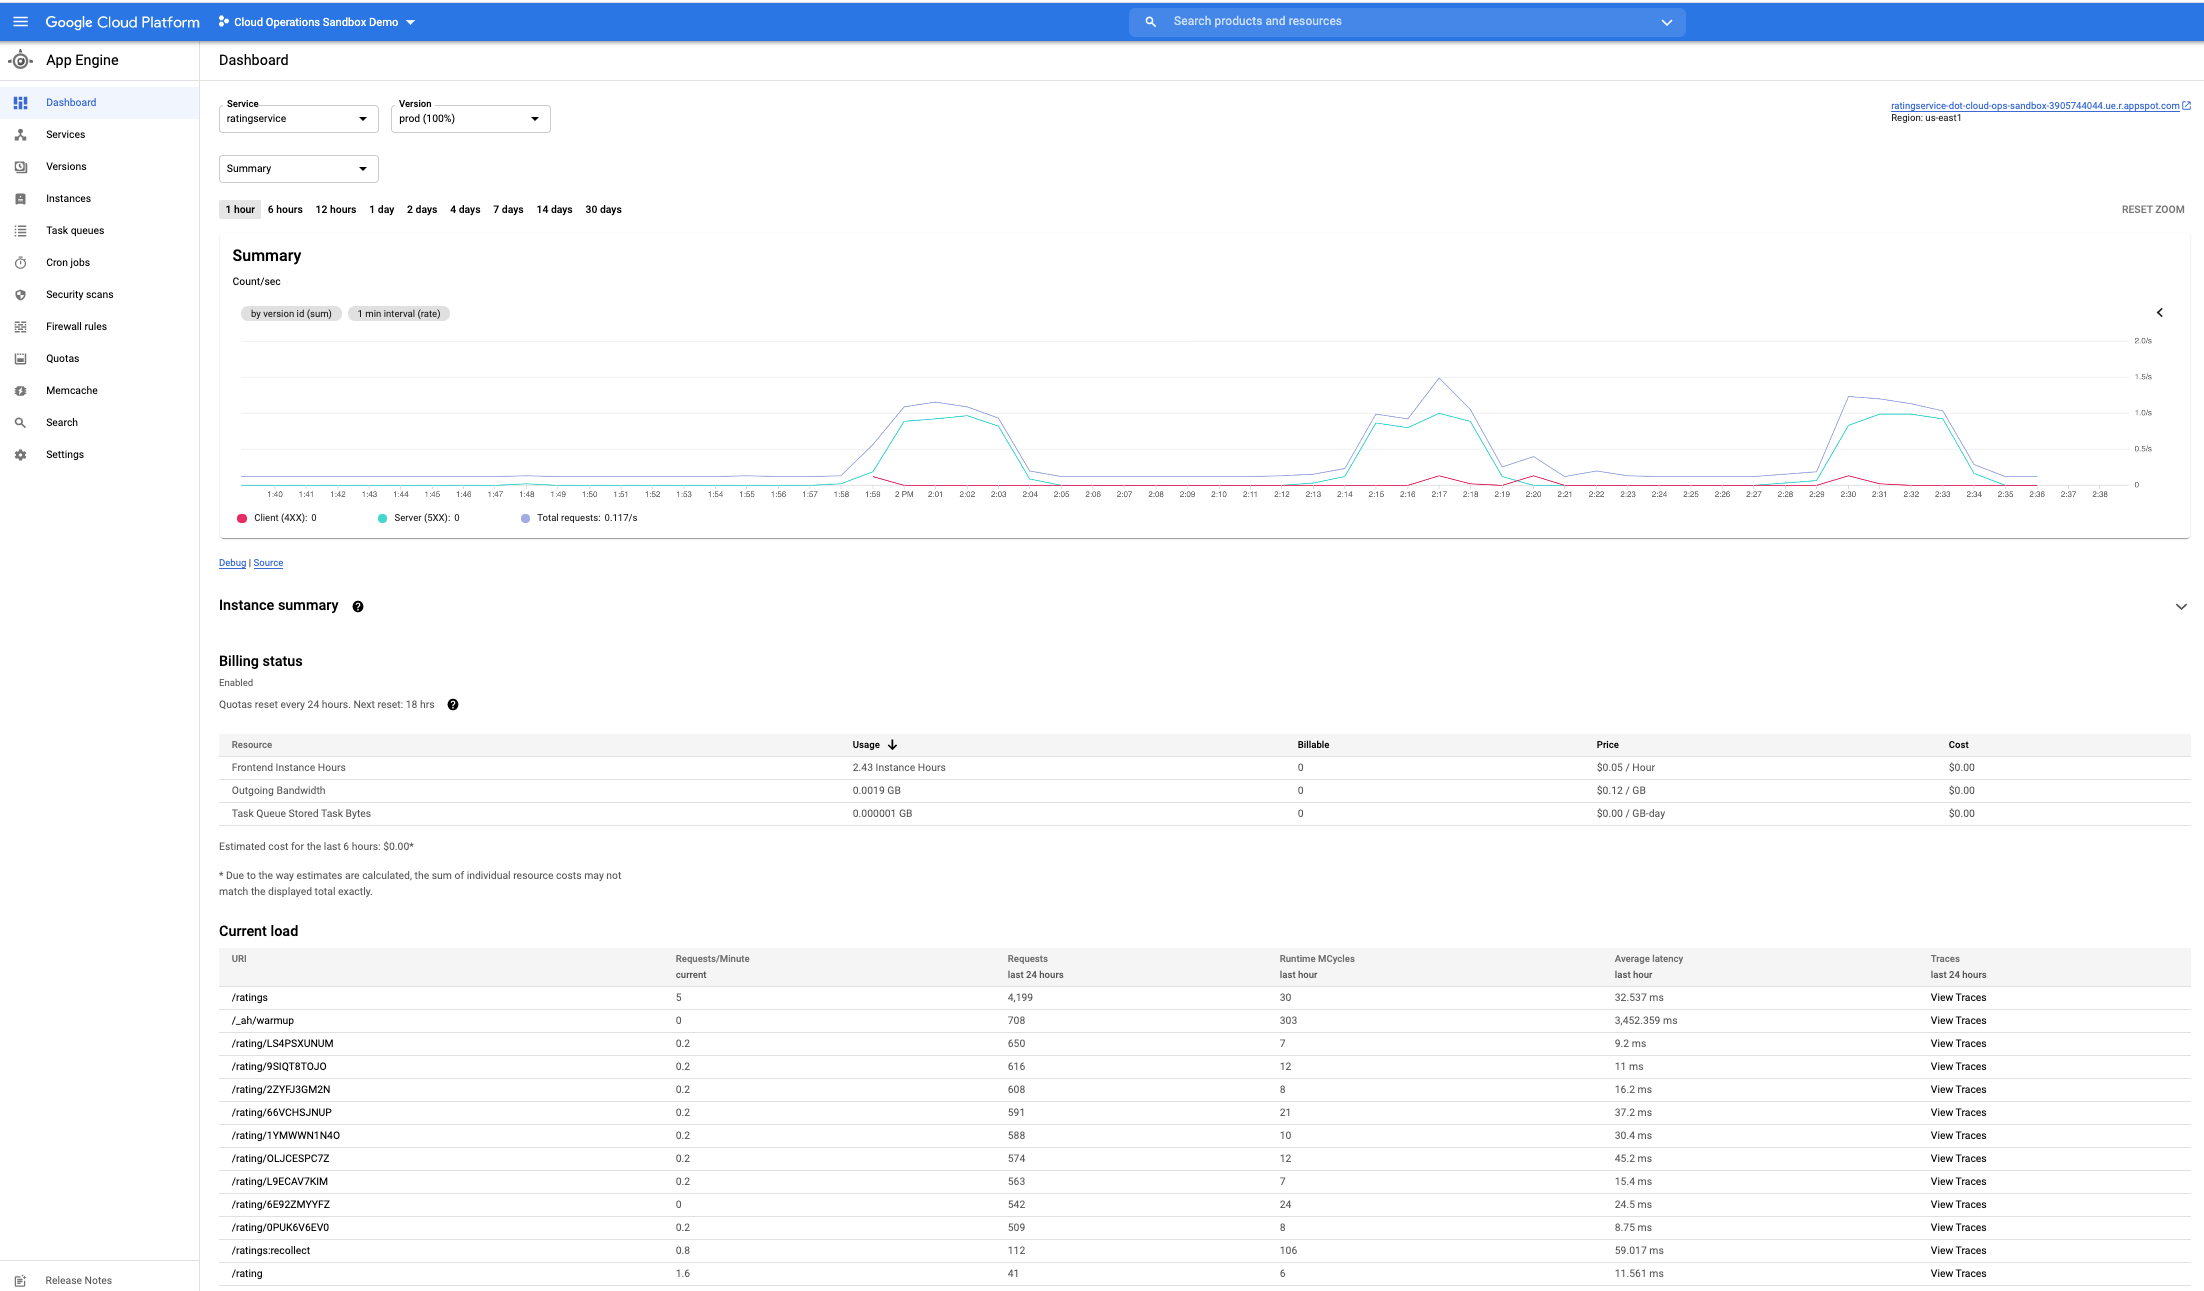 Google Cloud Platform
Cloud Operations Sandbox Demo
Search products and resources
App Engine
Dashboard
Services
Versions
Instances
Task queues
Cron jobs
Security scans
Firewall rules
Quotas
Memcache
Search
Settings
Release Notes
Dashboard
Service
ratingservice
Version
prod (100%)
ratingservice-dot-cloud-ops-sandbox-3905744044.ue.r.appspot.com
Region: us-east1
Summary
1 hour 6 hours 12 hours 1 day 2 days 4 days 7 days 14 days 30 days
RESET ZOOM
Summary
Count/sec
by version id (sum) 1 min interval (rate)
2.0/s
1.5/s
1.0/s
0.5/s
0
1:40 1:41 1:42 1:43 1:44 1:45 1:46 1:47 1:48 1:49 1:50 1:51 1:52 1:53 1:54 1:55 1:56 1:57 1:58 1:59 2 PM 2:01 2:02 2:03 2:04 2:05 2:06 2:07 2:08 2:09 2:10 2:11 2:12 2:13 2:14 2:15 2:16 2:17 2:18 2:19 2:20 2:21 2:22 2:23 2:24 2:25 2:26 2:27 2:28 2:29 2:30 2:31 2:32 2:33 2:34 2:35 2:36 2:37 2:38
Client (4XX): 0 Server (5XX): 0 Total requests: 0.117/s
Debug | Source
Instance summary
Billing status
Enabled
Quotas reset every 24 hours. Next reset: 18 hrs
Resource Usage Billable Price Cost
Frontend Instance Hours 2.43 Instance Hours 0 $0.05 / Hour $0.00
Outgoing Bandwidth 0.0019 GB 0 $0.12 / GB $0.00
Task Queue Stored Task Bytes 0.000001 GB 0 $0.00 / GB-day $0.00
Estimated cost for the last 6 hours: $0.00*
* Due to the way estimates are calculated, the sum of individual resource costs may not
match the displayed total exactly.
Current load
URI Requests/Minute Requests Runtime MCycles Average latency Traces
current last 24 hours last hour last hour last 24 hours
/ratings 5 4,199 30 32.537 ms View Traces
/_ah/warmup 0 708 303 3,452.359 ms View Traces
/rating/LS4PSXUNUM 0.2 650 7 9.2 ms View Traces
/rating/9SIQT8TOJO 0.2 616 12 11 ms View Traces
/rating/2ZYFJ3GM2N 0.2 608 8 16.2 ms View Traces
/rating/66VCHSJNUP 0.2 591 21 37.2 ms View Traces
/rating/1YMWWN1N4O 0.2 588 10 30.4 ms View Traces
/rating/OLJCESPC7Z 0.2 574 12 45.2 ms View Traces
/rating/L9ECAV7KIM 0.2 563 7 15.4 ms View Traces
/rating/6E92ZMYYFZ 0 542 24 24.5 ms View Traces
/rating/0PUK6V6EV0 0.2 509 8 8.75 ms View Traces
/ratings:recollect 0.8 112 106 59.017 ms View Traces
/rating 1.6 41 6 11.561 ms View Traces